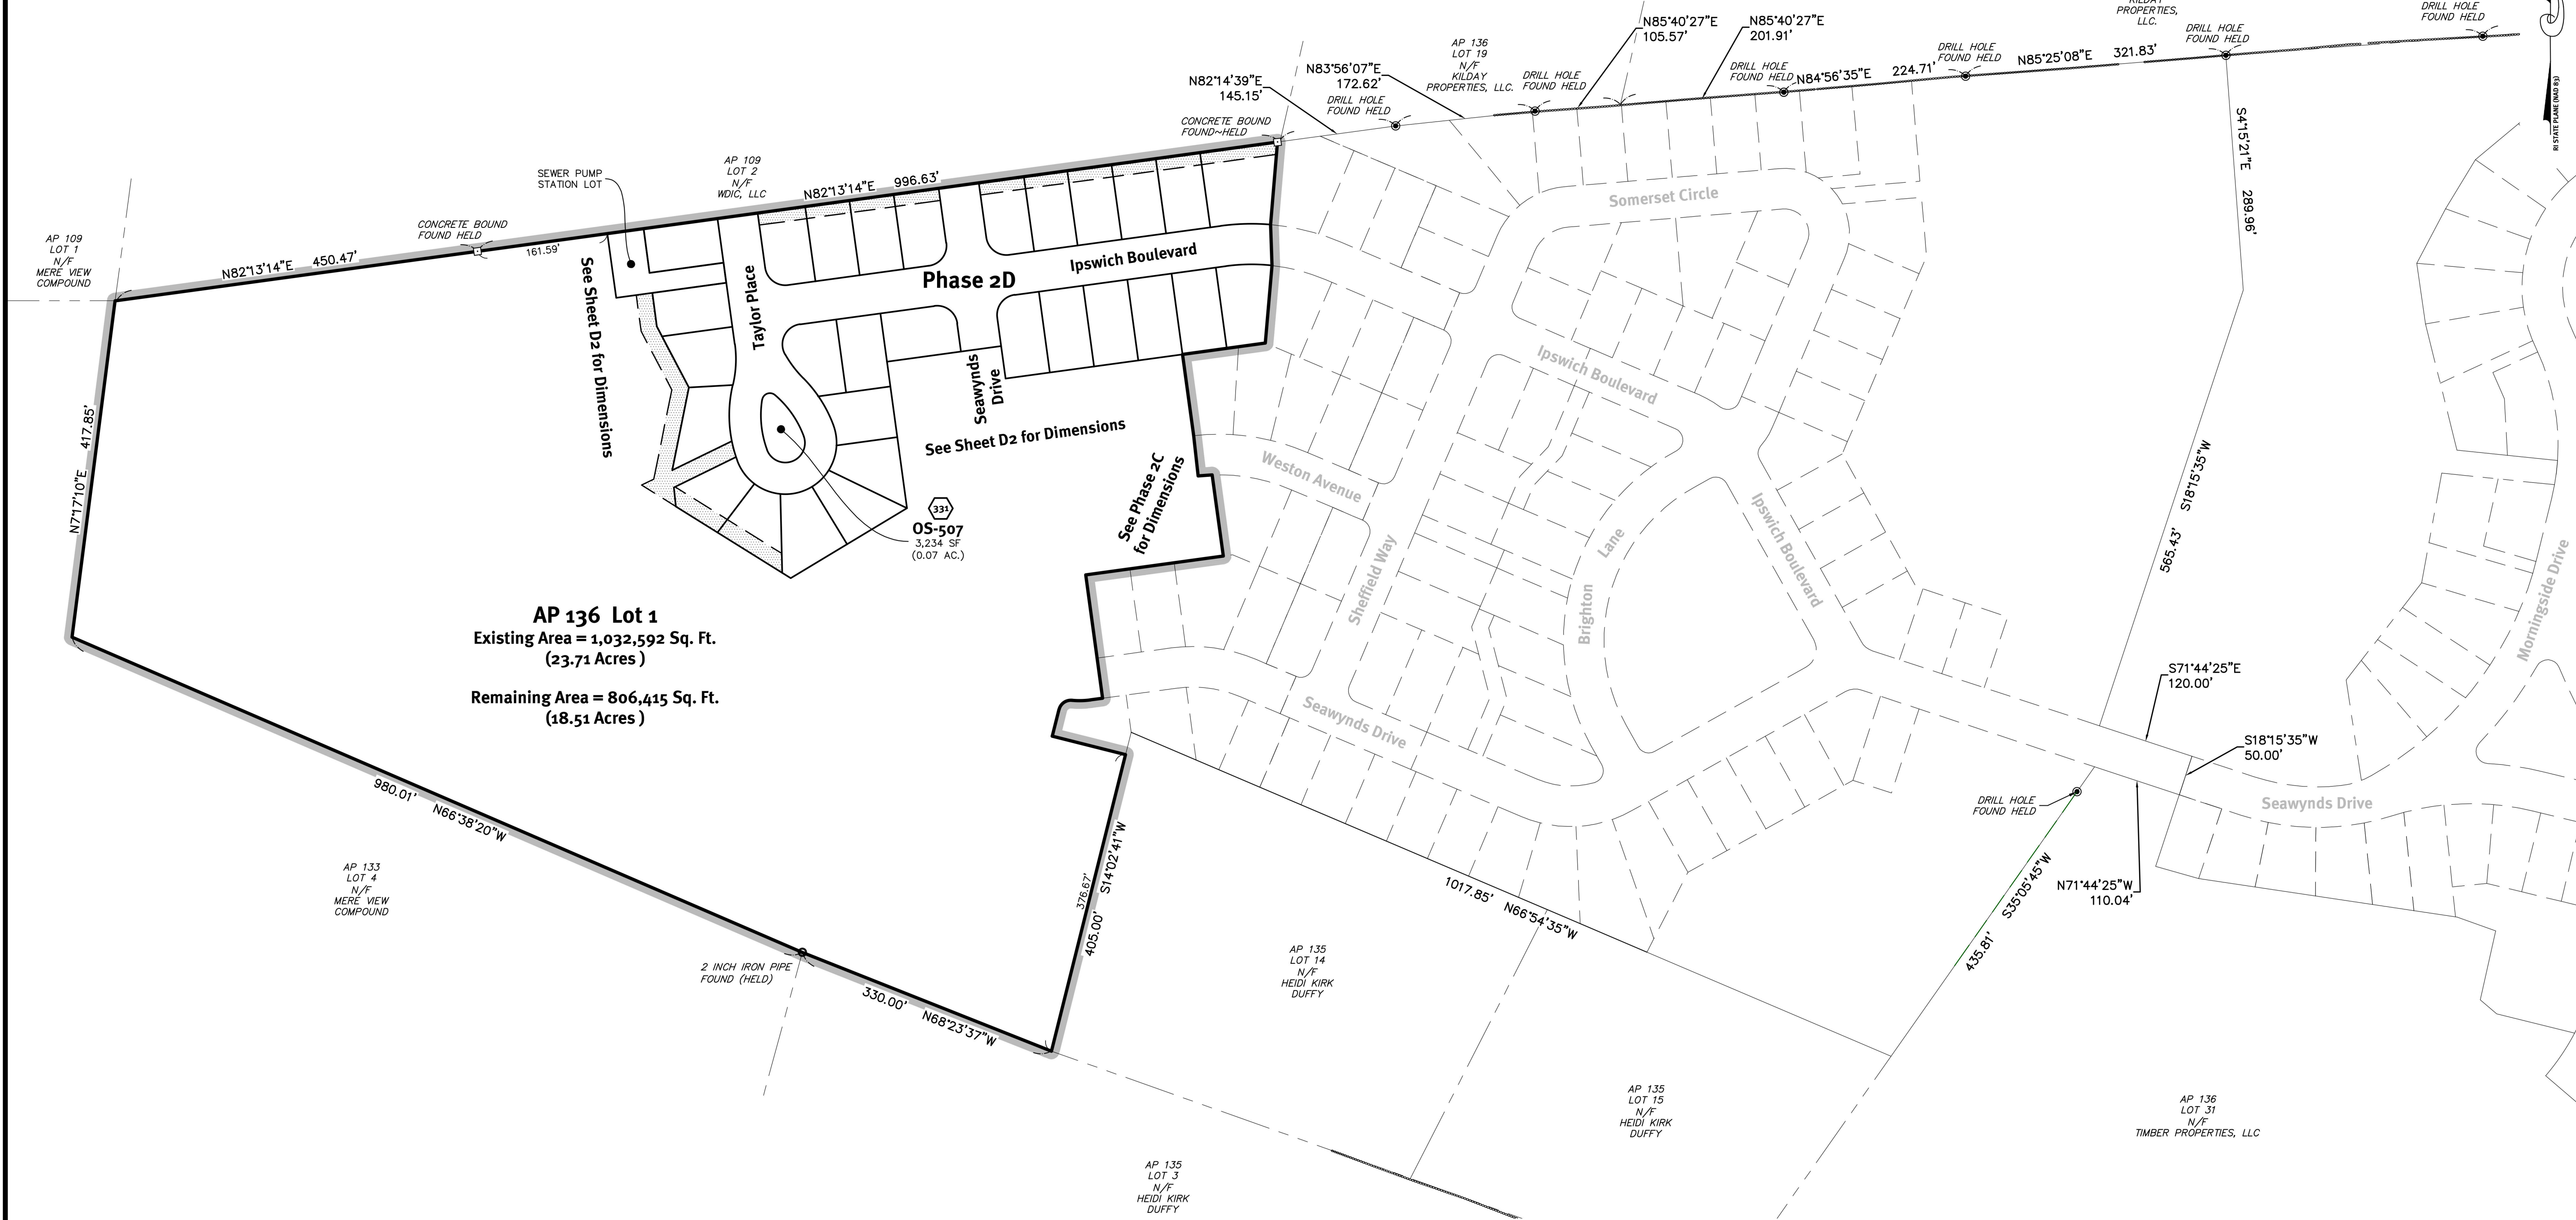 KILDAY
PROPERTIES,
LLC.
DRILL HOLE
FOUND HELD
DRILL HOLE
FOUND HELD
RI STATE PLANE (NAD 83)
N85°40'27"E
105.57'
N85°40'27"E
201.91'
AP 136
LOT 19
N/F
KILDAY
PROPERTIES, LLC.
DRILL HOLE
FOUND HELD
DRILL HOLE
FOUND HELD
N84°56'35"E 224.71'
DRILL HOLE
FOUND HELD
N85°25'08"E 321.83'
N82°14'39"E
145.15'
N83°56'07"E
172.62'
DRILL HOLE
FOUND HELD
CONCRETE BOUND
FOUND~HELD
S4°15'21"E 289.96'
AP 109
LOT 2
N/F
WDIC, LLC
SEWER PUMP
STATION LOT
N82°13'14"E 996.63'
CONCRETE BOUND
FOUND HELD
161.59'
AP 109
LOT 1
N/F
MERE VIEW
COMPOUND
N82°13'14"E 450.47'
Somerset Circle
Ipswich Boulevard
Phase 2D
Taylor Place
See Sheet D2 for Dimensions
Seawynds
Drive
See Sheet D2 for Dimensions
Ipswich Boulevard
N7°17'10"E 417.85'
See Phase 2C
for Dimensions
Weston Avenue
Ipswich Boulevard
565.43' S18°15'35"W
331
OS-507
3,234 SF
(0.07 AC.)
Sheffield Way
Brighton
Lane
Morningside Drive
AP 136 Lot 1
Existing Area = 1,032,592 Sq. Ft.
(23.71 Acres )
Remaining Area = 806,415 Sq. Ft.
(18.51 Acres )
Seawynds Drive
S71°44'25"E
120.00'
S18°15'35"W
50.00'
DRILL HOLE
FOUND HELD
Seawynds Drive
980.01' N66°38'20"W
376.67'
405.00' S14°02'41"W
AP 133
LOT 4
N/F
MERE VIEW
COMPOUND
1017.85' N66°54'35"W
435.81' S35°05'45"W
N71°44'25"W
110.04'
2 INCH IRON PIPE
FOUND (HELD)
330.00' N68°23'37"W
AP 135
LOT 14
N/F
HEIDI KIRK
DUFFY
AP 135
LOT 15
N/F
HEIDI KIRK
DUFFY
AP 136
LOT 31
N/F
TIMBER PROPERTIES, LLC
AP 135
LOT 3
N/F
HEIDI KIRK
DUFFY